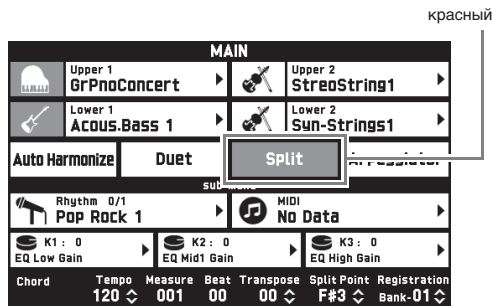 красный
MAIN
Upper 1
GrPnoConcert
Upper 2
StreoString1
Lower 1
Acous.Bass 1
Lower 2
Syn-Strings1
Auto Harmonize
Duet
Split
Rhythm 0/1
Pop Rock 1
MIDI
No Data
K1: 0
EQ Low Gain
K2: 0
EQ Mid1 Gain
K3: 0
EQ High Gain
Chord Tempo Measure Beat Transpose Split Point Registration
120 001 00 00 F#3 Bank-01